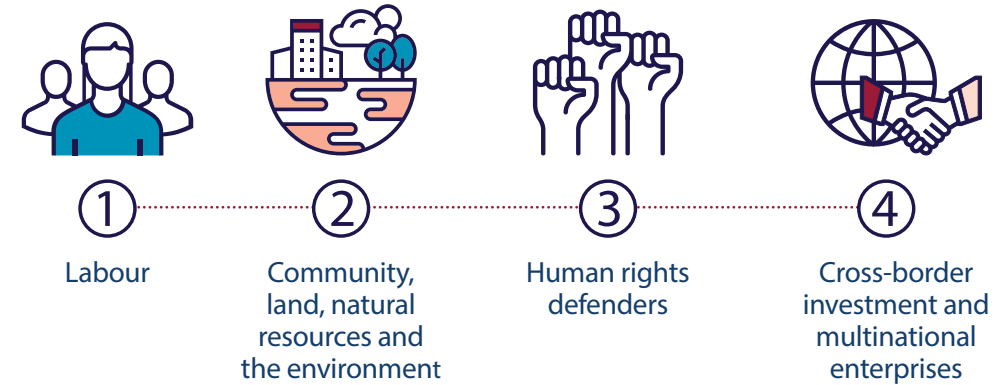 1
2
3
4
Labour
Community,
land, natural
resources and
the environment
Human rights
defenders
Cross-border
investment and
multinational
enterprises